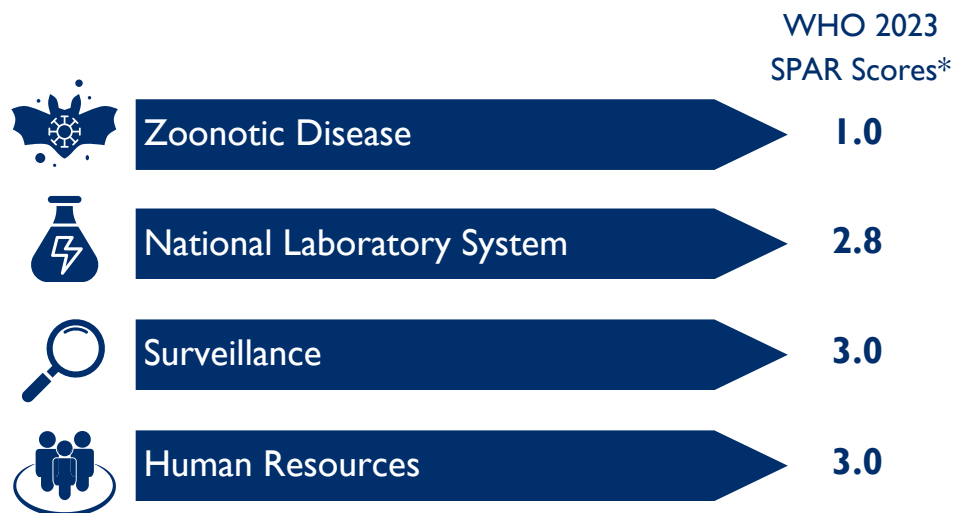 WHO 2023
SPAR Scores*
Zoonotic Disease
1.0
National Laboratory System
2.8
Surveillance
3.0
Human Resources
3.0